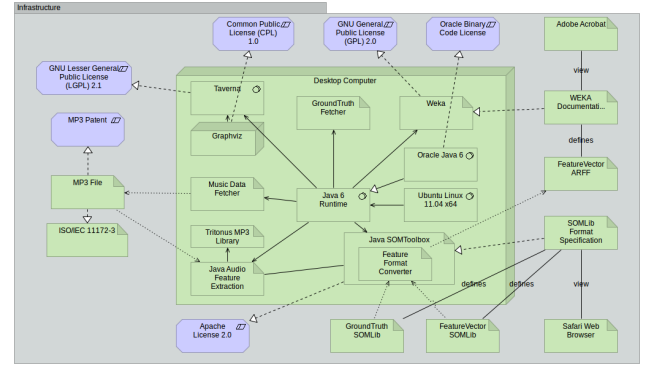 Infrastructure
Common Public
License (CPL)
1.0
GNU General
Public License
(GPL) 2.0
Oracle Binary
Code License
Adobe Acrobat
GNU Lesser General
Public License
(LGPL) 2.1
Desktop Computer
view
Taverna
GroundTruth
Fetcher
Weka
WEKA
Documentati...
MP3 Patent
Graphviz
defines
Oracle Java 6
FeatureVector
ARFF
MP3 File
Music Data
Fetcher
Java 6
Runtime
Ubuntu Linux
11.04 x64
ISO/IEC 11172-3
Tritonus MP3
Library
Java SOMToolbox
SOMLib
Format
Specification
Feature
Format
Converter
Java Audio
Feature
Extraction
defines
defines
view
Apache
License 2.0
GroundTruth
SOMLib
FeatureVector
SOMLib
Safari Web
Browser